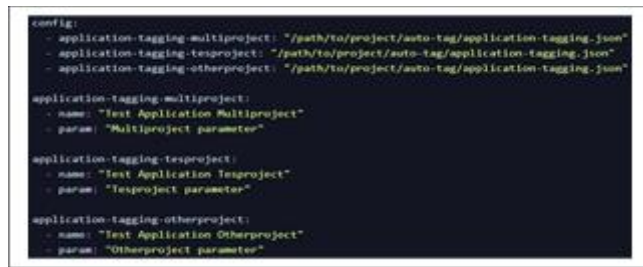 config:
- application-tagging-multiproject: "/path/to/project/auto-tag/application-tagging.json"
- application-tagging-tesproject: "/path/to/project/auto-tag/application-tagging.json"
- application-tagging-otherproject: "/path/to/project/auto-tag/application-tagging.json"
application-tagging-multiproject:
- name: "Test Application Multiproject"
- param: "Multiproject parameter"
application-tagging-tesproject:
- name: "Test Application Tesproject"
- param: "Tesproject parameter"
application-tagging-otherproject:
- name: "Test Application Otherproject"
- param: "Otherproject parameter"